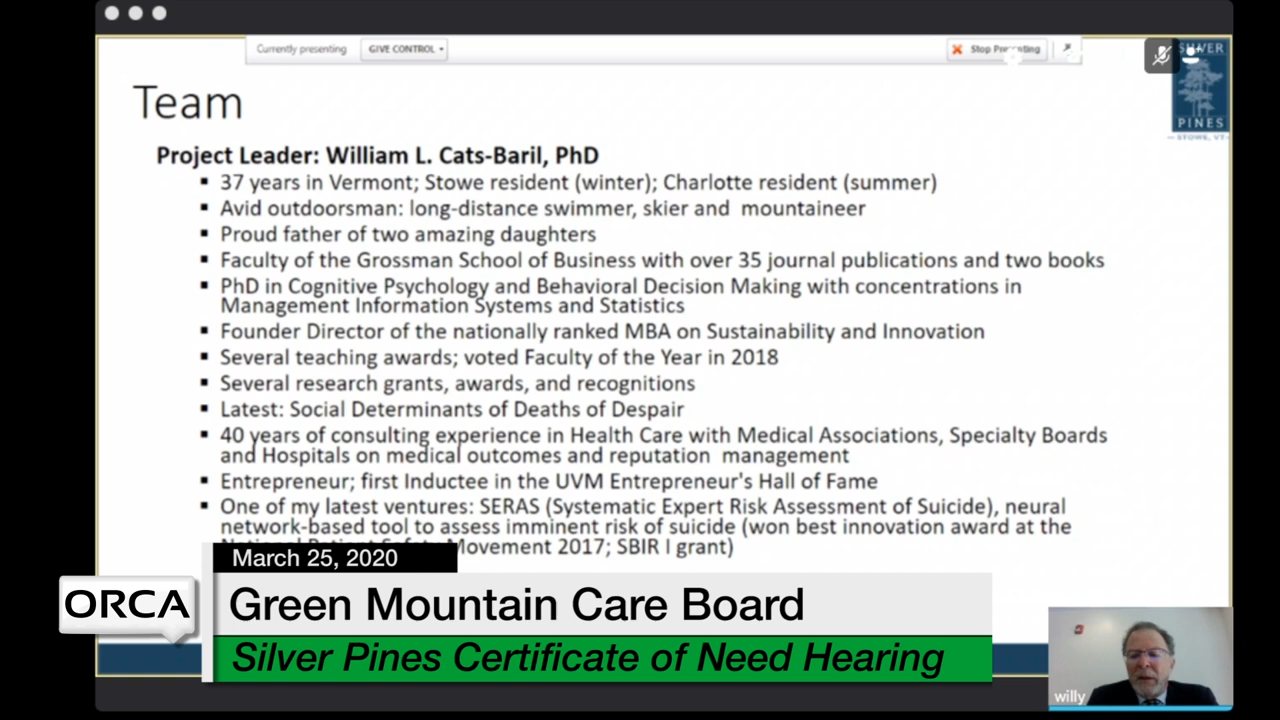 Currently presenting GIVE CONTROL Stop Presenting
SILVER
PINES
STOWE, VT
Team
Project Leader: William L. Cats-Baril, PhD
▪ 37 years in Vermont; Stowe resident (winter); Charlotte resident (summer)
▪ Avid outdoorsman: long-distance swimmer, skier and mountaineer
▪ Proud father of two amazing daughters
▪ Faculty of the Grossman School of Business with over 35 journal publications and two books
▪ PhD in Cognitive Psychology and Behavioral Decision Making with concentrations in
Management Information Systems and Statistics
▪ Founder Director of the nationally ranked MBA on Sustainability and Innovation
▪ Several teaching awards; voted Faculty of the Year in 2018
▪ Several research grants, awards, and recognitions
▪ Latest: Social Determinants of Deaths of Despair
▪ 40 years of consulting experience in Health Care with Medical Associations, Specialty Boards
and Hospitals on medical outcomes and reputation management
▪ Entrepreneur; first Inductee in the UVM Entrepreneur's Hall of Fame
▪ One of my latest ventures: SERAS (Systematic Expert Risk Assessment of Suicide), neural
network-based tool to assess imminent risk of suicide (won best innovation award at the
National Patient Safety Movement 2017; SBIR I grant)
March 25, 2020
ORCA
Green Mountain Care Board
Silver Pines Certificate of Need Hearing
willy